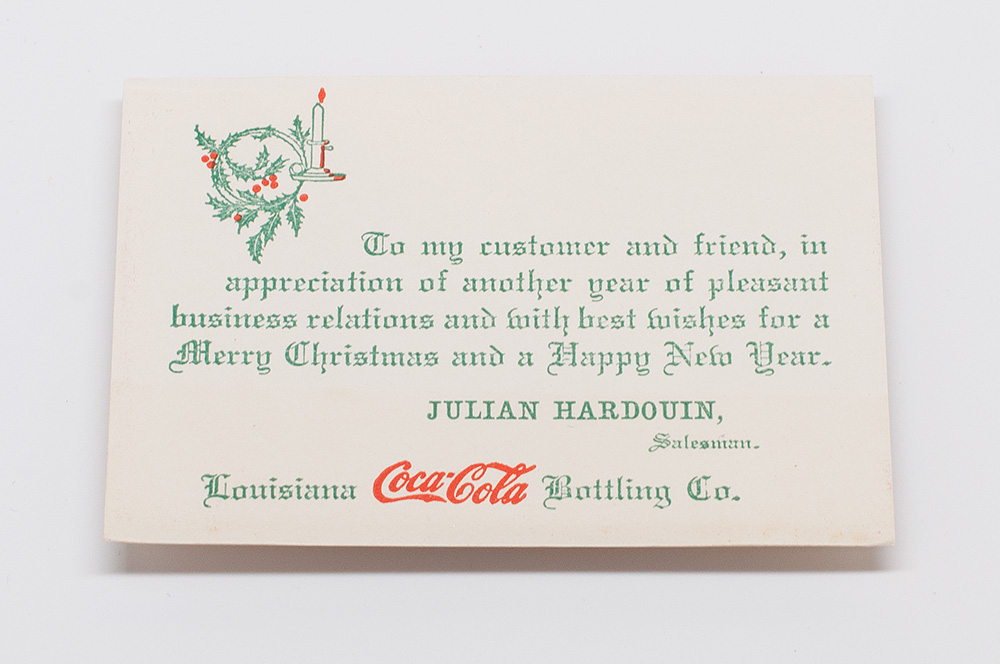 To my customer and friend, in
appreciation of another year of pleasant
business relations and with best wishes for a
Merry Christmas and a Happy New Year.
JULIAN HARDOUIN,
Salesman.
Louisiana Coca-Cola Bottling Co.